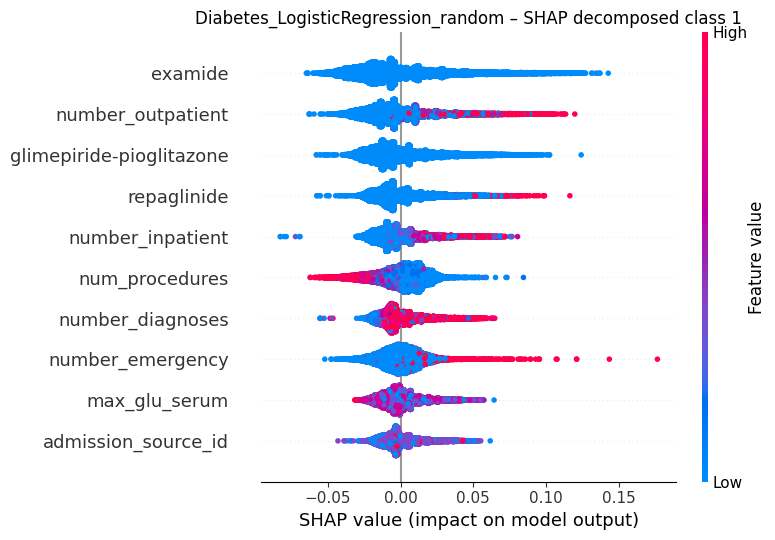 Diabetes_LogisticRegression_random – SHAP decomposed class 1
High
examide
number_outpatient
glimepiride-pioglitazone
repaglinide
number_inpatient
num_procedures
number_diagnoses
number_emergency
max_glu_serum
admission_source_id
Feature value
Low
−0.05 0.00 0.05 0.10 0.15
SHAP value (impact on model output)